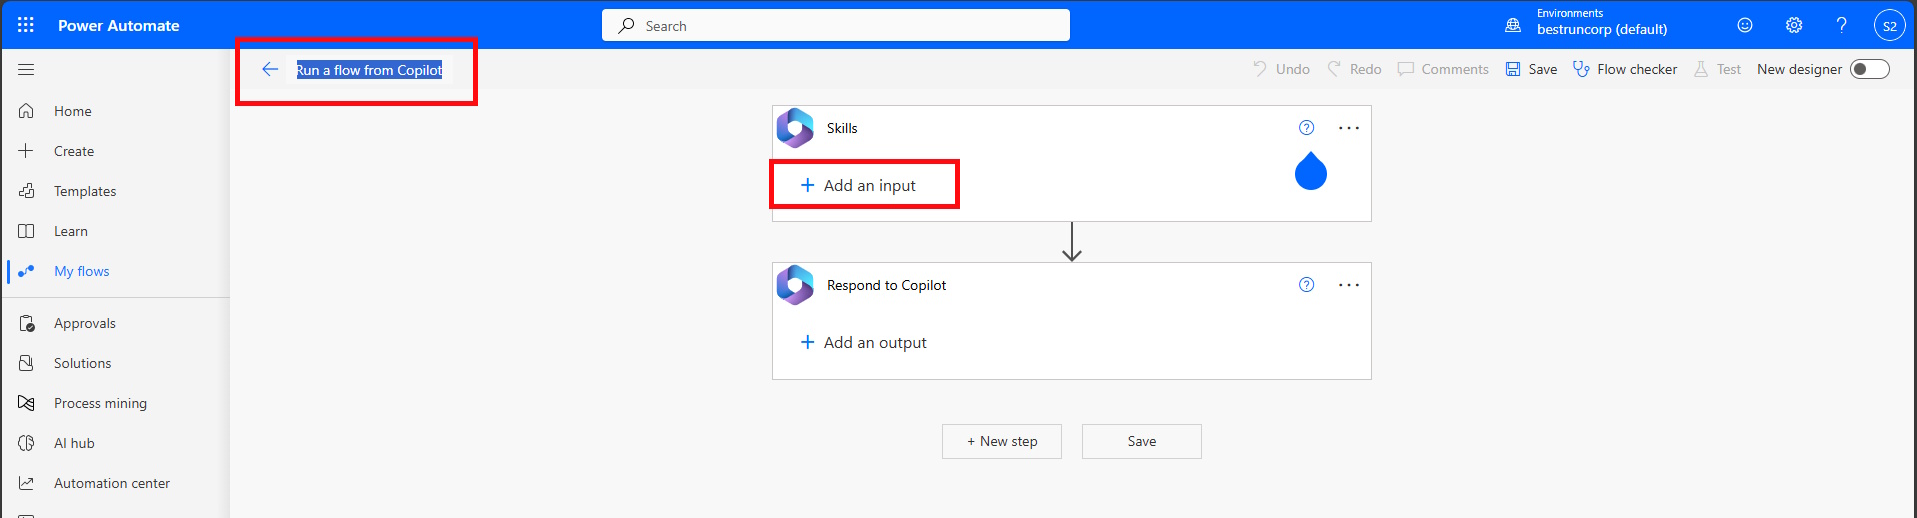 Power Automate
Search
Environments
bestruncorp (default)
S2
Run a flow from Copilot
Undo
Redo
Comments
Save
Flow checker
Test
New designer
Home
Create
Templates
Learn
My flows
Approvals
Solutions
Process mining
AI hub
Automation center
Skills
+ Add an input
Respond to Copilot
+ Add an output
+ New step
Save